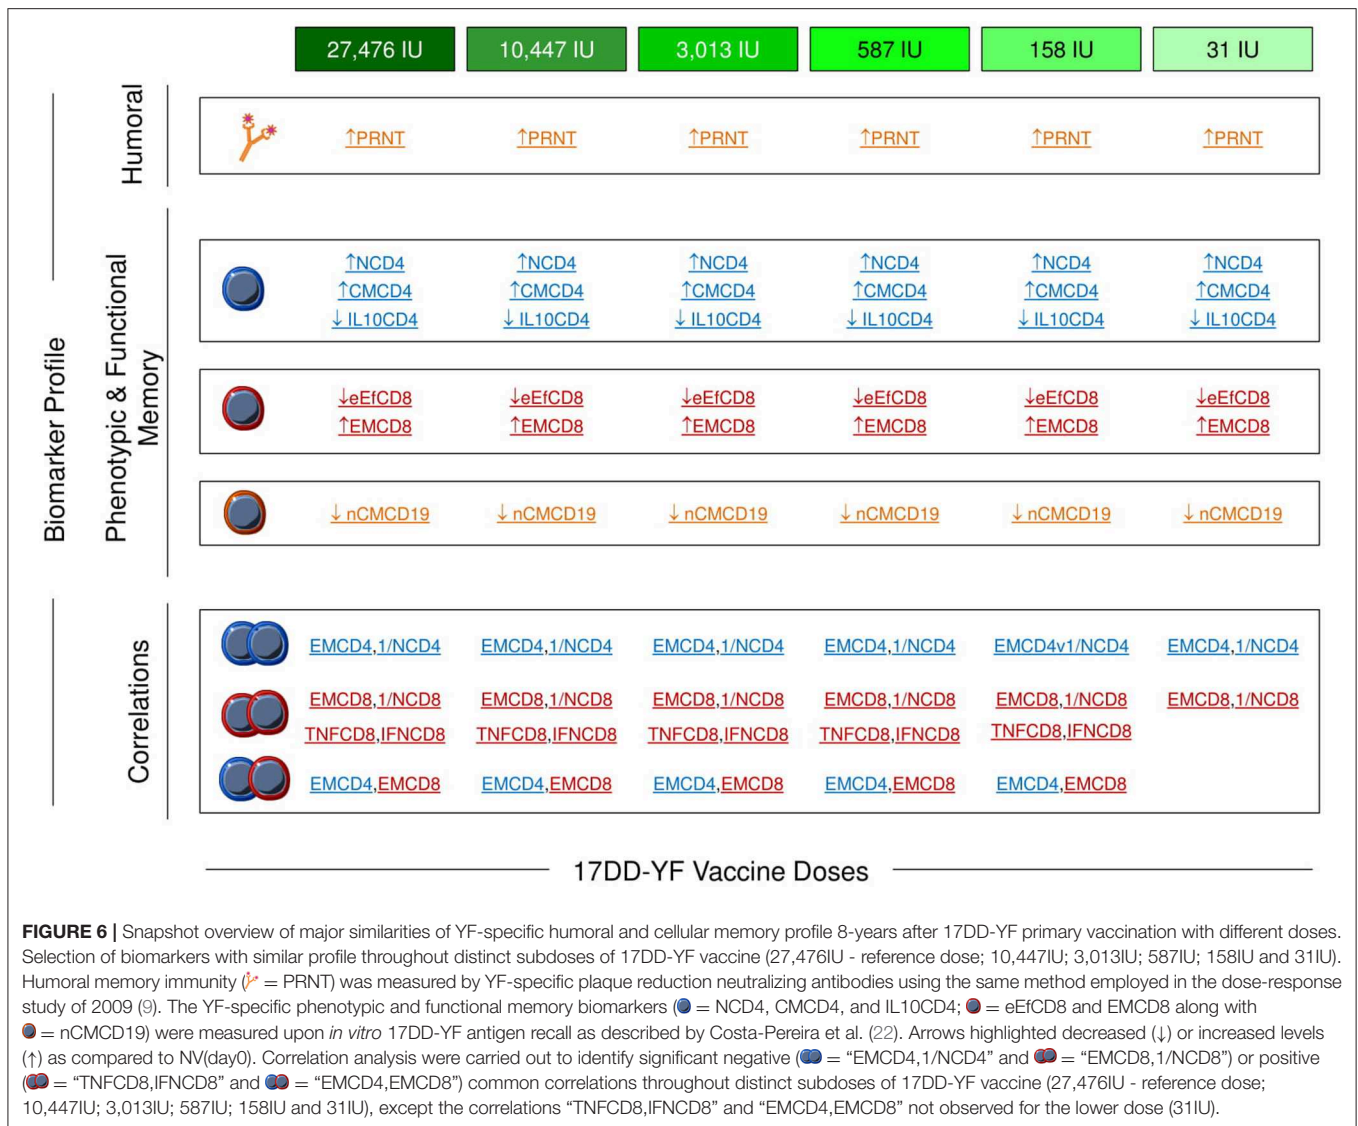 27,476 IU 10,447 IU 3,013 IU 587 IU 158 IU 31 IU
Biomarker Profile
Humoral
↑PRNT ↑PRNT ↑PRNT ↑PRNT ↑PRNT ↑PRNT
Phenotypic & Functional
Memory
↑NCD4 ↑NCD4 ↑NCD4 ↑NCD4 ↑NCD4 ↑NCD4
↑CMCD4 ↑CMCD4 ↑CMCD4 ↑CMCD4 ↑CMCD4 ↑CMCD4
↓ IL10CD4 ↓ IL10CD4 ↓ IL10CD4 ↓ IL10CD4 ↓ IL10CD4 ↓ IL10CD4
↓eEfCD8 ↓eEfCD8 ↓eEfCD8 ↓eEfCD8 ↓eEfCD8 ↓eEfCD8
↑EMCD8 ↑EMCD8 ↑EMCD8 ↑EMCD8 ↑EMCD8 ↑EMCD8
↓ nCMCD19 ↓ nCMCD19 ↓ nCMCD19 ↓ nCMCD19 ↓ nCMCD19 ↓ nCMCD19
Correlations
EMCD4,1/NCD4 EMCD4,1/NCD4 EMCD4,1/NCD4 EMCD4,1/NCD4 EMCD4v1/NCD4 EMCD4,1/NCD4
EMCD8,1/NCD8 EMCD8,1/NCD8 EMCD8,1/NCD8 EMCD8,1/NCD8 EMCD8,1/NCD8 EMCD8,1/NCD8
TNFCD8,IFNCD8 TNFCD8,IFNCD8 TNFCD8,IFNCD8 TNFCD8,IFNCD8 TNFCD8,IFNCD8
EMCD4,EMCD8 EMCD4,EMCD8 EMCD4,EMCD8 EMCD4,EMCD8 EMCD4,EMCD8
17DD-YF Vaccine Doses
FIGURE 6 | Snapshot overview of major similarities of YF-specific humoral and cellular memory profile 8-years after 17DD-YF primary vaccination with different doses.
Selection of biomarkers with similar profile throughout distinct subdoses of 17DD-YF vaccine (27,476IU - reference dose; 10,447IU; 3,013IU; 587IU; 158IU and 31IU).
Humoral memory immunity ( = PRNT) was measured by YF-specific plaque reduction neutralizing antibodies using the same method employed in the dose-response
study of 2009 (9). The YF-specific phenotypic and functional memory biomarkers ( = NCD4, CMCD4, and IL10CD4; = eEfCD8 and EMCD8 along with
= nCMCD19) were measured upon in vitro 17DD-YF antigen recall as described by Costa-Pereira et al. (22). Arrows highlighted decreased (↓) or increased levels
(↑) as compared to NV(day0). Correlation analysis were carried out to identify significant negative ( = “EMCD4,1/NCD4” and = “EMCD8,1/NCD8”) or positive
( = “TNFCD8,IFNCD8” and = “EMCD4,EMCD8”) common correlations throughout distinct subdoses of 17DD-YF vaccine (27,476IU - reference dose;
10,447IU; 3,013IU; 587IU; 158IU and 31IU), except the correlations “TNFCD8,IFNCD8” and “EMCD4,EMCD8” not observed for the lower dose (31IU).